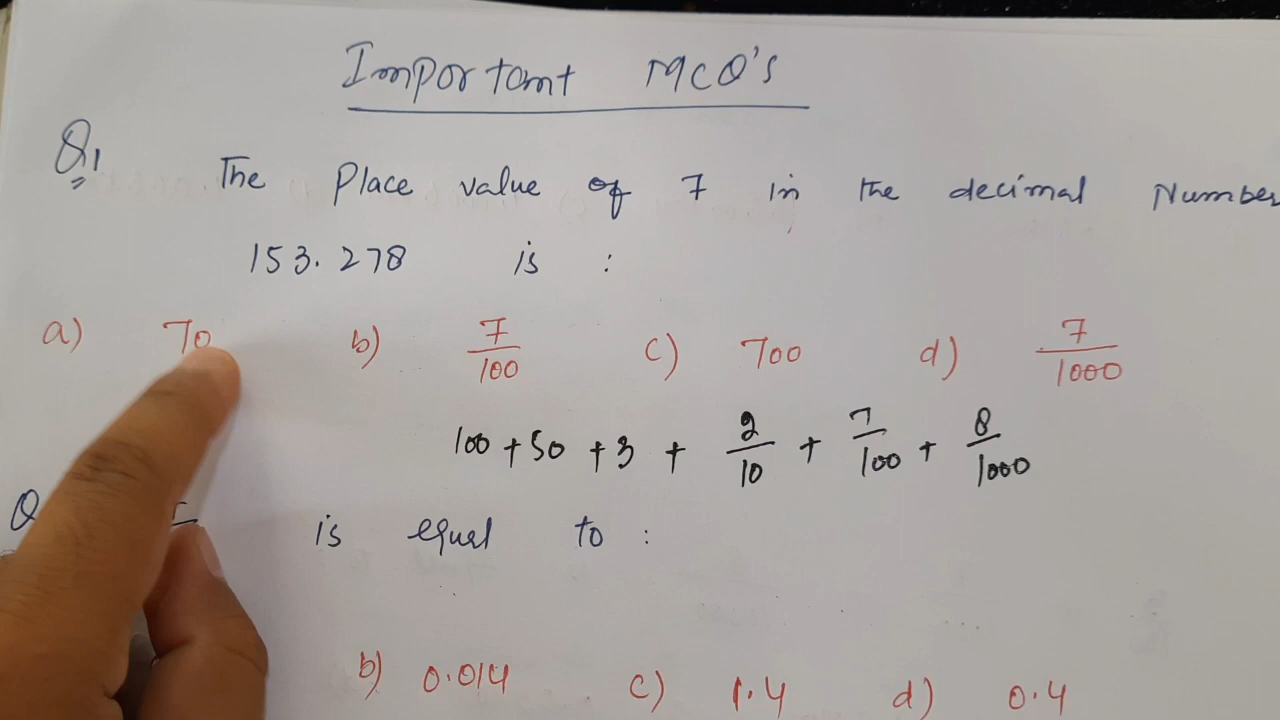 Important MCQ's
Q1 The Place value of 7 in the decimal Number
153.278 is :
a) 70 b) 7/100 c) 700 d) 7/1000
100 + 50 + 3 + 2/10 + 7/100 + 8/1000
Q is equal to :
b) 0.014 c) 1.4 d) 0.4